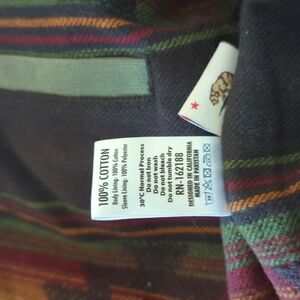 100% COTTON
Body Lining: 100% Cotton
Sleeve Lining: 100% Polyester
30°C Normal Process
Do not iron
Do not wash
Do not bleach
Do not tumble dry
RN-162188
DESIGNED IN CALIFORNIA
MADE IN PAKISTAN